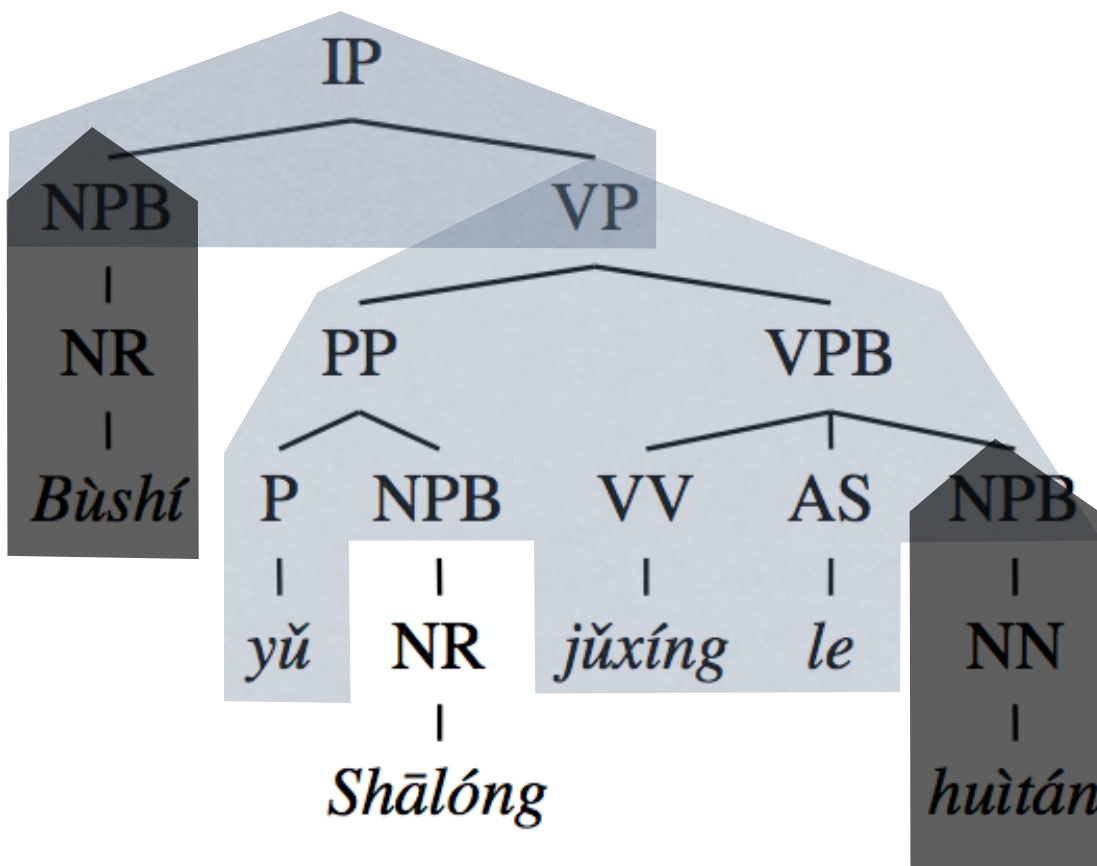 IP
NPB VP
NR PP VPB
Bùshí P NPB VV AS NPB
yǔ NR jǔxíng le NN
Shālóng huìtán